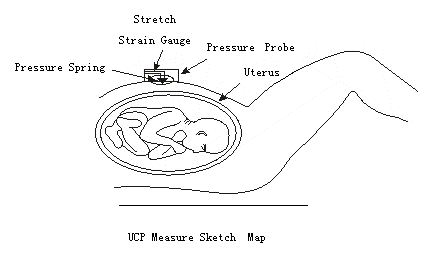 Stretch
Strain Gauge
Pressure Probe
Pressure Spring
Uterus
UCP Measure Sketch Map